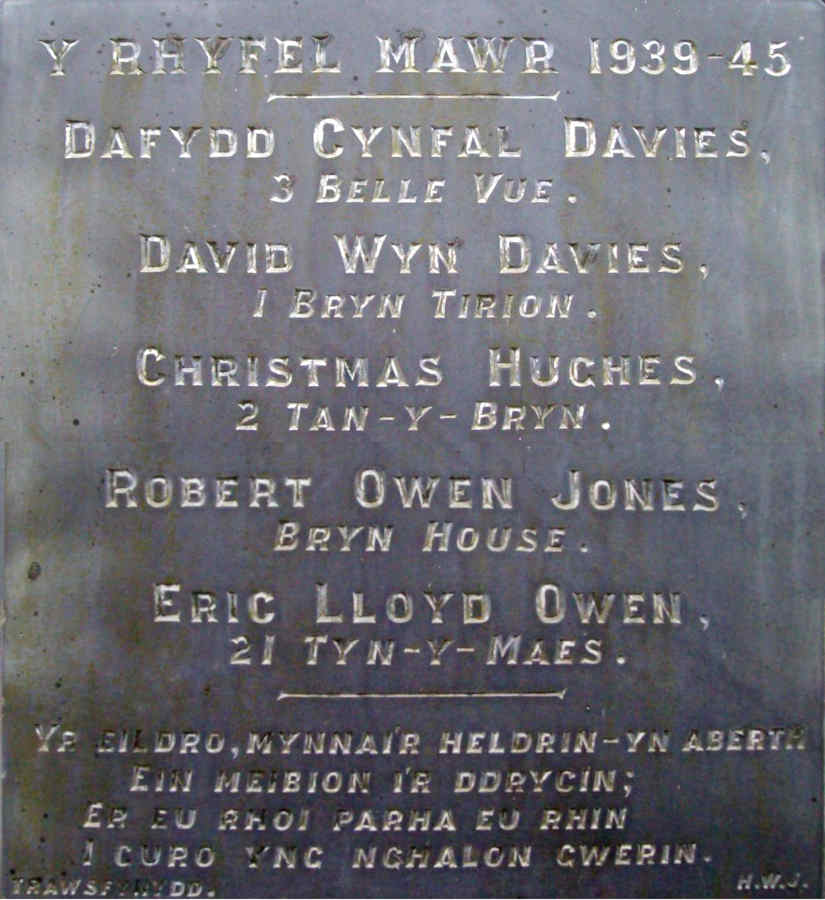 Y RHYFEL MAWR 1939-45
DAFYDD CYNFAL DAVIES,
3 BELLE VUE.
DAVID WYN DAVIES,
1 BRYN TIRION.
CHRISTMAS HUGHES,
2 TAN-Y-BRYN.
ROBERT OWEN JONES,
BRYN HOUSE.
ERIC LLOYD OWEN,
21 TYN-Y-MAES.
Y'R EILDRO, MYNNAI'R HELDRIN-YN ABERTH
EIN MEIBION I'R DDRYCIN;
ER EU RHOI PARHA EU RHIN
I CURO YNG NGHALON GWERIN.
TRAWSFYNYDD. H.W.J.